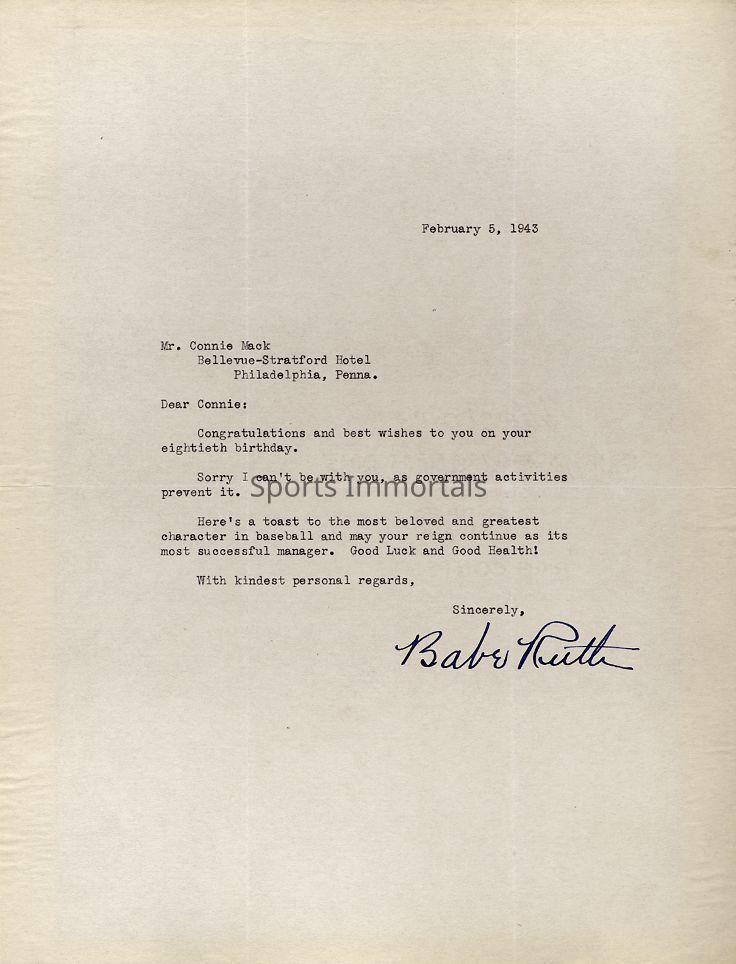 February 5, 1943
Mr. Connie Mack
Bellevue-Stratford Hotel
Philadelphia, Penna.
Dear Connie:
Congratulations and best wishes to you on your
eightieth birthday.
Sorry I can't be with you, as government activities
prevent it.
Sports Immortals
Here's a toast to the most beloved and greatest
character in baseball and may your reign continue as its
most successful manager. Good Luck and Good Health!
With kindest personal regards,
Sincerely,
Babe Ruth